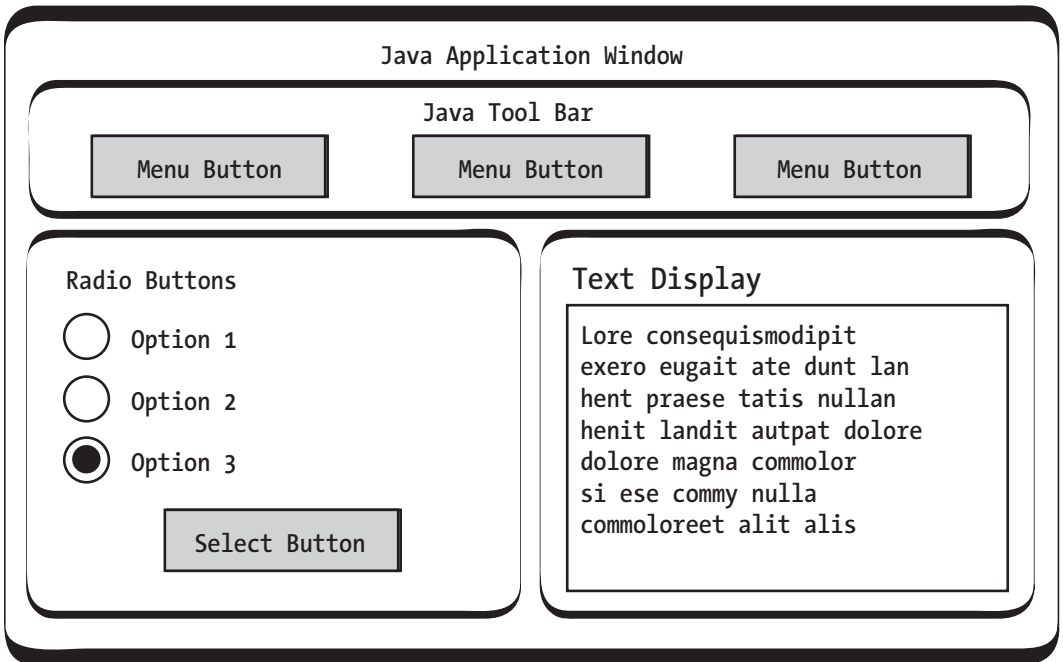 Java Application Window
Java Tool Bar
Menu Button
Menu Button
Menu Button
Radio Buttons
Option 1
Option 2
Option 3
Select Button
Text Display
Lore consequismodipit
exero eugait ate dunt lan
hent praese tatis nullan
henit landit autpat dolore
dolore magna commolor
si ese commy nulla
commoloreet alit alis